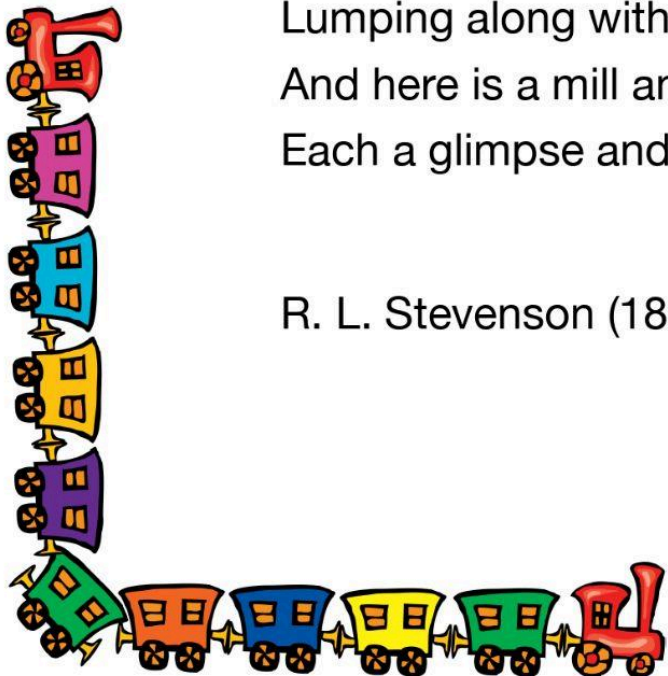 Lumping along with
And here is a mill
Each a glimpse and
R. L. Stevenson (18